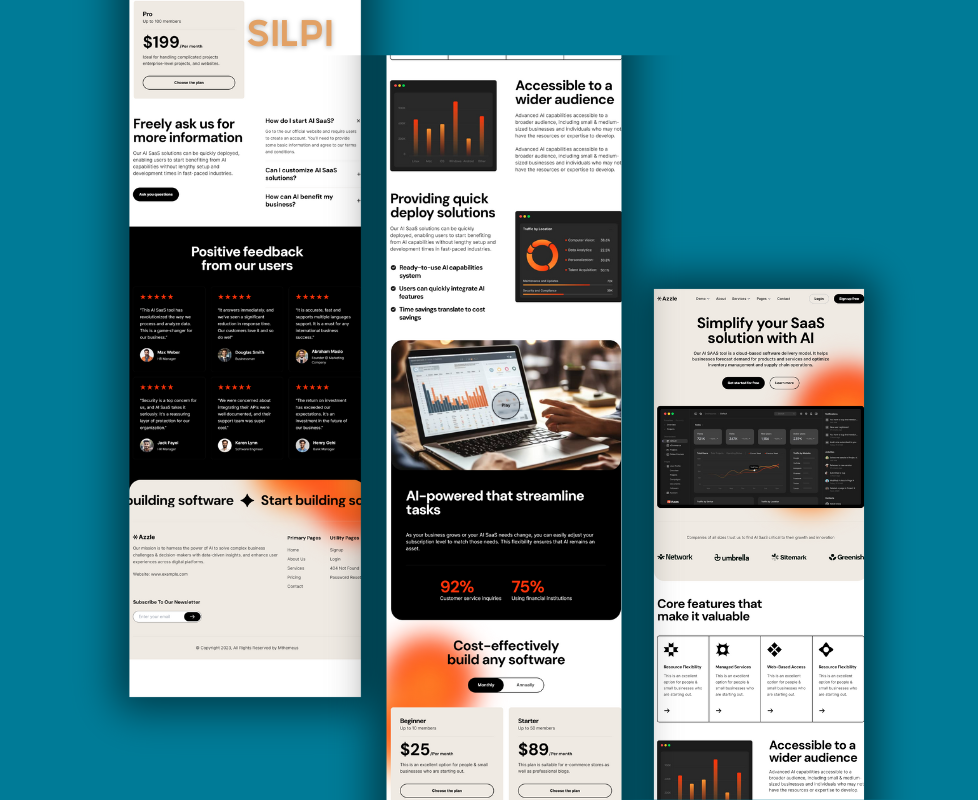 SILPI
Pro
Up to 100 members
$199 /Per month
Ideal for handling complicated projects
enterprise-level projects, and websites.
Choose the plan
Freely ask us for
more information
Our AI SaaS solutions can be quickly deployed,
enabling users to start benefiting from AI
capabilities without lengthy setup and
development times in fast-paced industries.
Ask you questions
How do I start AI SaaS?
Go to the our official website and require users
to create an account. You'll need to provide
some basic information and agree to our terms
and conditions.
Can I customize AI SaaS
solutions?
How can AI benefit my
business?
Positive feedback
from our users
"This AI SaaS tool has
revolutionized the way we
process and analyze data.
This is a game-changer for
our business."
Max Weber
HR Manager
"It answers immediately, and
we've seen a significant
reduction in response time.
Our customers love it and so
do we!"
Douglas Smith
Businessman
"It is accurate, fast and
supports multiple languages
support. It is a must for any
international business
success."
Abraham Maslo
Founder @ Marketing
Company
"Security is a top concern for
us, and AI SaaS takes it
seriously. It's a reassuring
layer of protection for our
organization."
Jack Fayol
HR Manager
"We were concerned about
integrating their APIs were
well documented, and their
support team was super
cool."
Karen Lynn
Software Engineer
"The return on investment
has exceeded our
expectations. It's an
investment in the future of
our business."
Henry Ochi
Bank Manager
building software
Start building so
Azzle
Our mission is to harness the power of AI to solve complex business
challenges & decision-makers with data-driven insights, and enhance user
experiences across digital platforms.
Website: www.example.com
Primary Pages
Home
About Us
Services
Pricing
Contact
Utility Pages
Signup
Login
404 Not Found
Password Reset
Subscribe To Our Newsletter
Enter your email
© Copyright 2023, All Rights Reserved by Mthemeys
Accessible to a
wider audience
Advanced AI capabilities accessible to a
broader audience, including small & medium-
sized businesses and individuals who may not
have the resources or expertise to develop.
Advanced AI capabilities accessible to a
broader audience, including small & medium-
sized businesses and individuals who may not
have the resources or expertise to develop.
Providing quick
deploy solutions
Our AI SaaS solutions can be quickly
deployed, enabling users to start benefiting
from AI capabilities without lengthy setup and
development times in fast-paced industries.
Ready-to-use AI capabilities
system
Users can quickly integrate AI
features
Time savings translate to cost
savings
Traffic by Location
Computer Vision
Data Analytics
Talent Acquisition
Maintenance and Updates
Security and Compliance
Play
AI-powered that streamline
tasks
As your business grows or your AI SaaS needs change, you can easily adjust your
subscription level to match those needs. This flexibility ensures that AI remains an
asset.
92%
Customer service inquiries
75%
Using financial institutions
Cost-effectively
build any software
Monthly
Annually
Beginner
Up to 10 members
$25 /Per month
This is an excellent option for people & small
businesses who are starting out.
Choose the plan
Starter
Up to 50 members
$89 /Per month
This plan is suitable for e-commerce stores as
well as professional blogs.
Choose the plan
Azzle
Demo
About
Services
Pages
Contact
Login
Sign up free
Simplify your SaaS
solution with AI
Our AI SAAS tool is a cloud-based software delivery model. It helps
businesses forecast demand for products and services and optimize
inventory management and supply chain operations.
Get started for free
Learn more
Companies of all sizes trust us to find AI SaaS critical to their growth and innovation
Network
umbrella
Sitemark
Greenish
Core features that
make it valuable
Resource Flexibility
This is an excellent
option for people &
small businesses who
are starting out.
Managed Services
This is an excellent
option for people &
small businesses who
are starting out.
Web-Based Access
This is an excellent
option for people &
small businesses who
are starting out.
Resource Flexibility
This is an excellent
option for people &
small businesses who
are starting out.
Accessible to a
wider audience
Advanced AI capabilities accessible to a
broader audience, including small & medium-
sized businesses and individuals who may not
have the resources or expertise to develop.